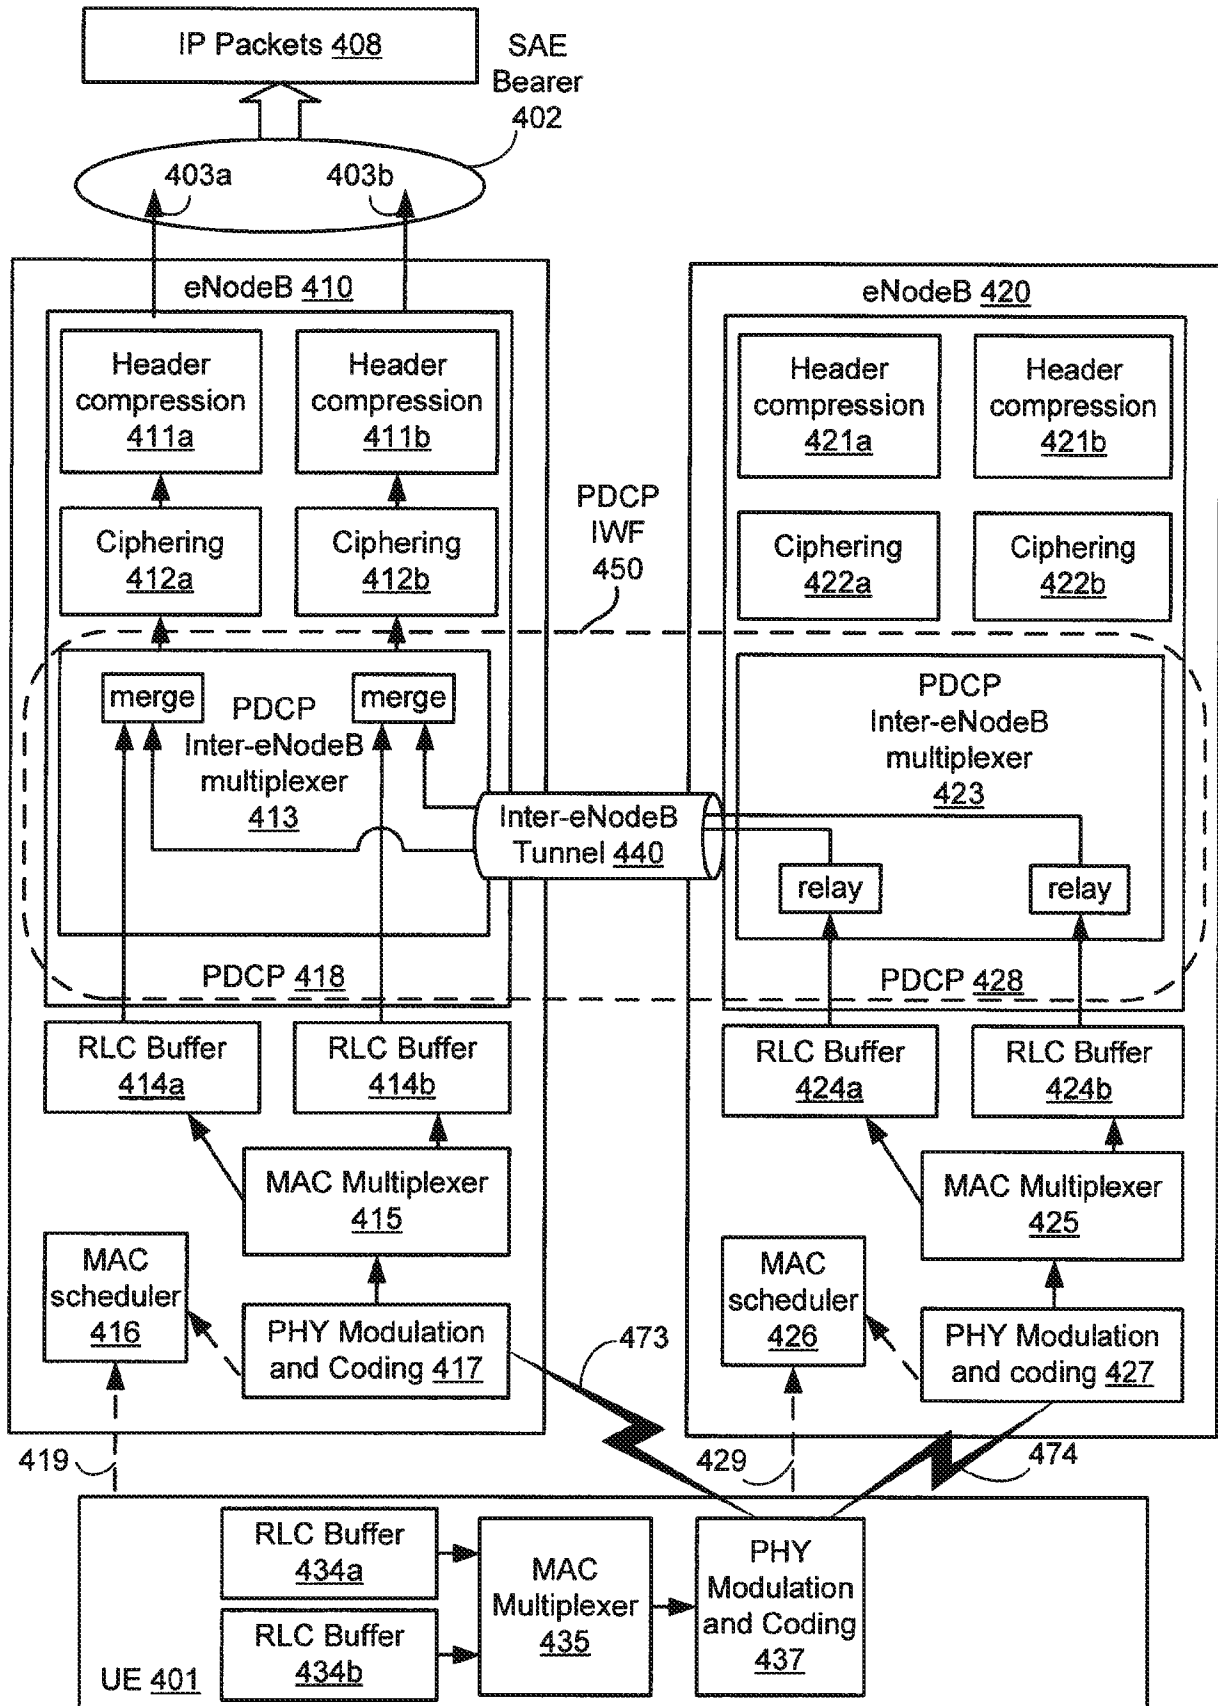 IP Packets 408
SAE
Bearer
402
403a
403b
eNodeB 410
Header
compression
411a
Header
compression
411b
Ciphering
412a
Ciphering
412b
merge
merge
PDCP
Inter-eNodeB
multiplexer
413
PDCP 418
RLC Buffer
414a
RLC Buffer
414b
MAC Multiplexer
415
MAC
scheduler
416
PHY Modulation
and Coding 417
PDCP
IWF
450
Inter-eNodeB
Tunnel 440
eNodeB 420
Header
compression
421a
Header
compression
421b
Ciphering
422a
Ciphering
422b
PDCP
Inter-eNodeB
multiplexer
423
relay
relay
PDCP 428
RLC Buffer
424a
RLC Buffer
424b
MAC Multiplexer
425
MAC
scheduler
426
PHY Modulation
and coding 427
473
419
429
474
RLC Buffer
434a
RLC Buffer
434b
MAC
Multiplexer
435
PHY
Modulation
and Coding
437
UE 401